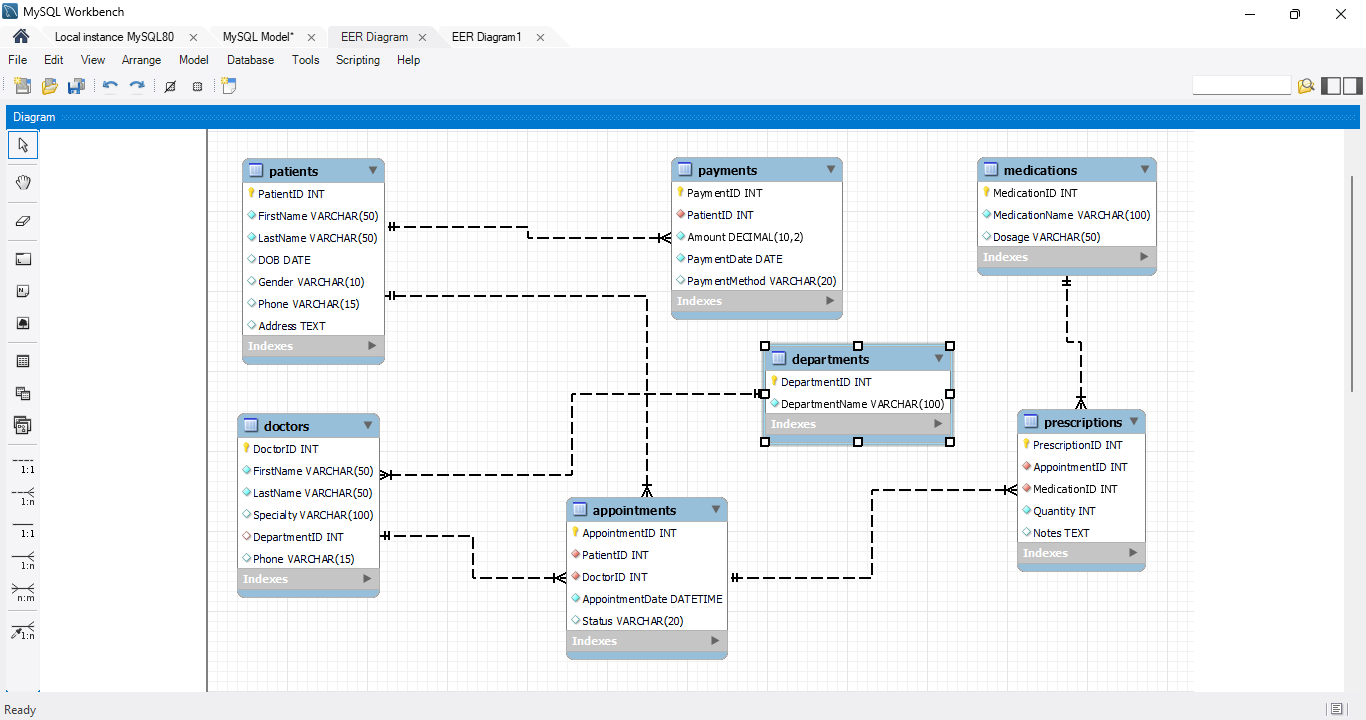 MySQL Workbench
Local instance MySQL80
MySQL Model*
EER Diagram
EER Diagram1
File Edit View Arrange Model Database Tools Scripting Help
Diagram
patients
PatientID INT
FirstName VARCHAR(50)
LastName VARCHAR(50)
DOB DATE
Gender VARCHAR(10)
Phone VARCHAR(15)
Address TEXT
Indexes
payments
PaymentID INT
PatientID INT
Amount DECIMAL(10,2)
PaymentDate DATE
PaymentMethod VARCHAR(20)
Indexes
medications
MedicationID INT
MedicationName VARCHAR(100)
Dosage VARCHAR(50)
Indexes
departments
DepartmentID INT
DepartmentName VARCHAR(100)
Indexes
doctors
DoctorID INT
FirstName VARCHAR(50)
LastName VARCHAR(50)
Specialty VARCHAR(100)
DepartmentID INT
Phone VARCHAR(15)
Indexes
appointments
AppointmentID INT
PatientID INT
DoctorID INT
AppointmentDate DATETIME
Status VARCHAR(20)
Indexes
prescriptions
PrescriptionID INT
AppointmentID INT
MedicationID INT
Quantity INT
Notes TEXT
Indexes
1:1
1:n
1:1
1:n
n:m
1:n
Ready